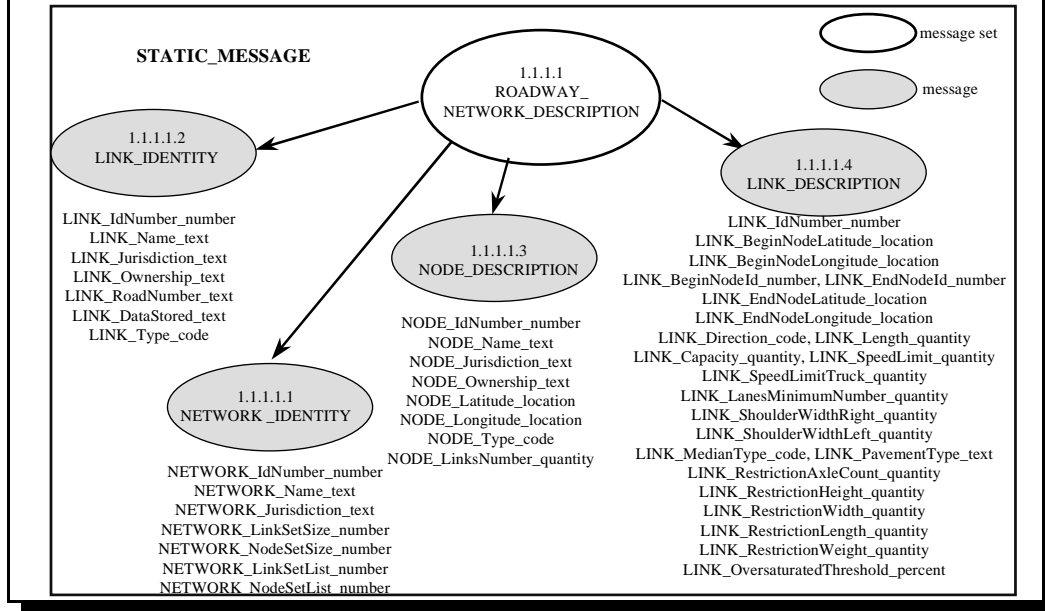 STATIC_MESSAGE
1.1.1.1
ROADWAY_
NETWORK_DESCRIPTION
message set
message
1.1.1.1.2
LINK_IDENTITY
LINK_IdNumber_number
LINK_Name_text
LINK_Jurisdiction_text
LINK_Ownership_text
LINK_RoadNumber_text
LINK_DataStored_text
LINK_Type_code
1.1.1.1.1
NETWORK _IDENTITY
NETWORK_IdNumber_number
NETWORK_Name_text
NETWORK_Jurisdiction_text
NETWORK_LinkSetSize_number
NETWORK_NodeSetSize_number
NETWORK_LinkSetList_number
NETWORK_NodeSetList_number
1.1.1.1.3
NODE_DESCRIPTION
NODE_IdNumber_number
NODE_Name_text
NODE_Jurisdiction_text
NODE_Ownership_text
NODE_Latitude_location
NODE_Longitude_location
NODE_Type_code
NODE_LinksNumber_quantity
1.1.1.1.4
LINK_DESCRIPTION
LINK_IdNumber_number
LINK_BeginNodeLatitude_location
LINK_BeginNodeLongitude_location
LINK_BeginNodeId_number, LINK_EndNodeId_number
LINK_EndNodeLatitude_location
LINK_EndNodeLongitude_location
LINK_Direction_code, LINK_Length_quantity
LINK_Capacity_quantity, LINK_SpeedLimit_quantity
LINK_SpeedLimitTruck_quantity
LINK_LanesMinimumNumber_quantity
LINK_ShoulderWidthRight_quantity
LINK_ShoulderWidthLeft_quantity
LINK_MedianType_code, LINK_PavementType_text
LINK_RestrictionAxleCount_quantity
LINK_RestrictionHeight_quantity
LINK_RestrictionWidth_quantity
LINK_RestrictionLength_quantity
LINK_RestrictionWeight_quantity
LINK_OversaturatedThreshold_percent